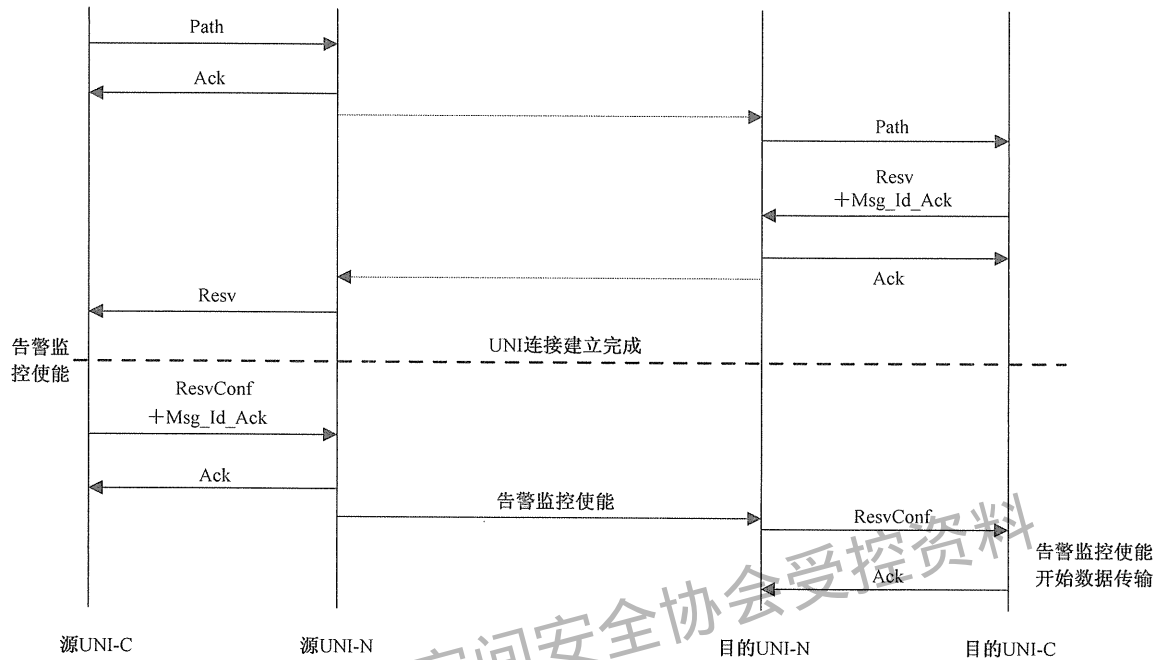 Path
Ack
Path
Resv
＋Msg_Id_Ack
Ack
Resv
告警监
控使能
UNI连接建立完成
ResvConf
＋Msg_Id_Ack
Ack
告警监控使能
ResvConf
告警监控使能
开始数据传输
Ack
空间安全协会受控资料
源UNI-C
源UNI-N
目的UNI-N
目的UNI-C